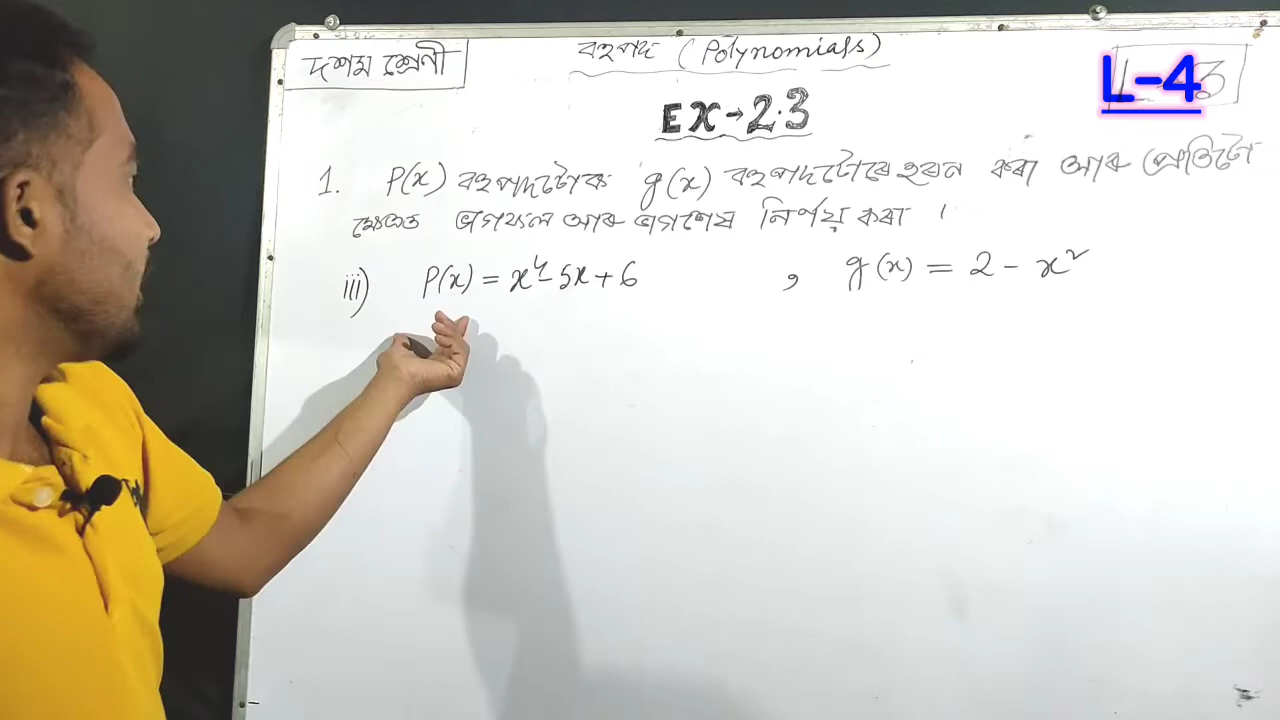 দশম শ্রেণী
বহুপদ (Polynomials)
L-4
EX→2.3
1. P(x) বহুপদটোক g(x) বহুপদটোৰে হৰণ কৰা আৰু প্ৰতিটো
ক্ষেত্ৰত ভাগফল আৰু ভাগশেষ নিৰ্ণয় কৰা ।
iii) P(x) = x⁴ - 5x + 6 , g(x) = 2 - x²